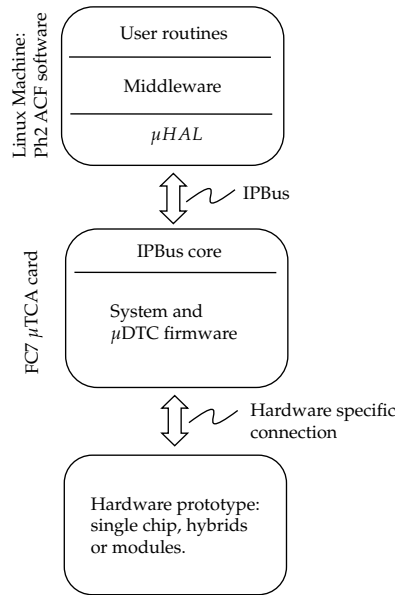 Linux Machine:
Ph2 ACF software
User routines
Middleware
μHAL
IPBus
FC7 μTCA card
IPBus core
System and
μDTC firmware
Hardware specific
connection
Hardware prototype:
single chip, hybrids
or modules.